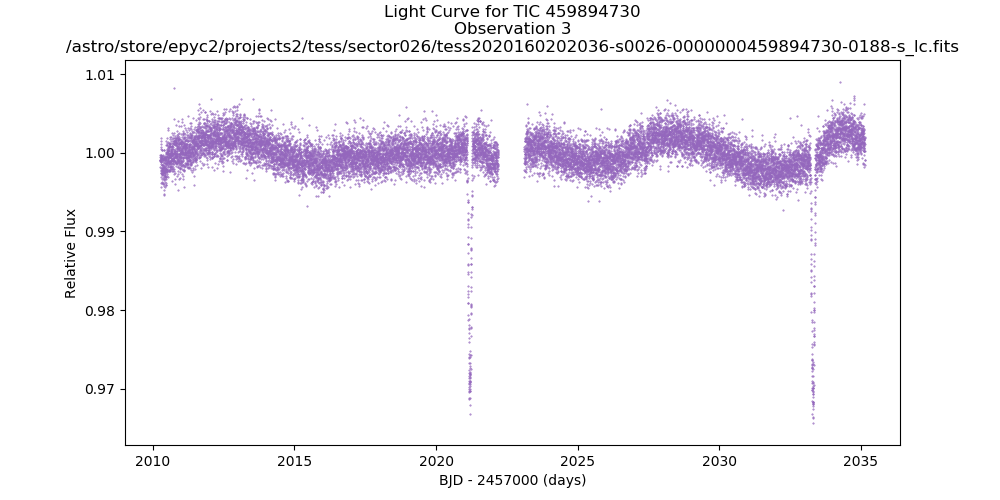 Light Curve for TIC 459894730
Observation 3
/astro/store/epyc2/projects2/tess/sector026/tess2020160202036-s0026-0000000459894730-0188-s_lc.fits
1.01
1.00
0.99
0.98
0.97
Relative Flux
2010 2015 2020 2025 2030 2035
BJD - 2457000 (days)